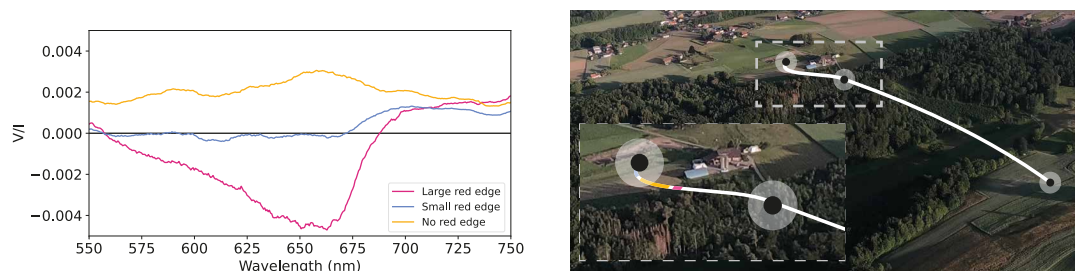 0.004
0.002
0.000
−0.002
−0.004
V/I
550
575
600
625
650
675
700
725
750
Wavelength (nm)
Large red edge
Small red edge
No red edge